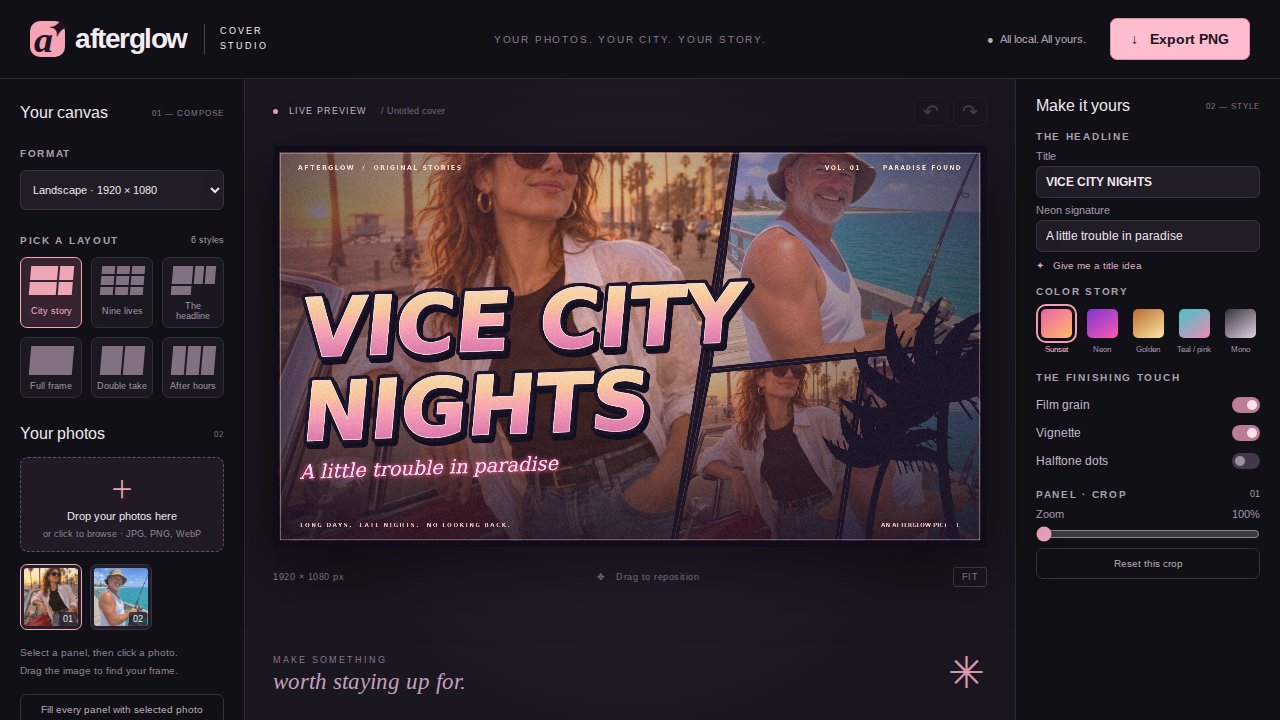 afterglow
COVER
STUDIO
YOUR PHOTOS. YOUR CITY. YOUR STORY.
All local. All yours.
↓ Export PNG
Your canvas
01 — COMPOSE
FORMAT
Landscape · 1920 × 1080
PICK A LAYOUT
6 styles
City story
Nine lives
The
headline
Full frame
Double take
After hours
Your photos
02
Drop your photos here
or click to browse · JPG, PNG, WebP
01
02
Select a panel, then click a photo.
Drag the image to find your frame.
Fill every panel with selected photo
LIVE PREVIEW
/ Untitled cover
AFTERGLOW / ORIGINAL STORIES
VOL. 01 — PARADISE FOUND
VICE CITY
NIGHTS
A little trouble in paradise
LONG DAYS. LATE NIGHTS. NO LOOKING BACK.
AN AFTERGLOW
1920 × 1080 px
Drag to reposition
FIT
MAKE SOMETHING
worth staying up for.
Make it yours
02 — STYLE
THE HEADLINE
Title
VICE CITY NIGHTS
Neon signature
A little trouble in paradise
Give me a title idea
COLOR STORY
Sunset
Neon
Golden
Teal / pink
Mono
THE FINISHING TOUCH
Film grain
Vignette
Halftone dots
PANEL · CROP
01
Zoom
100%
Reset this crop